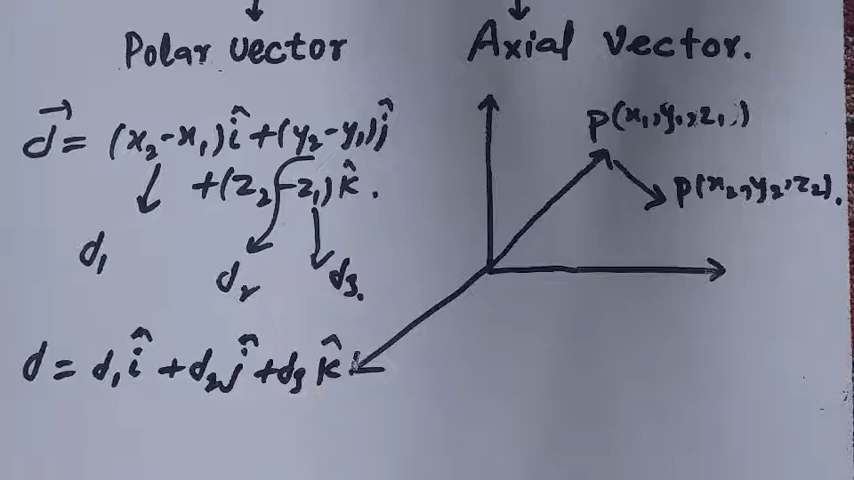 Polar vector
Axial vector.
d⃗ = (x₂-x₁)î + (y₂-y₁)ĵ
+(z₂-z₁)k̂.
d₁
d₂
d₃.
d = d₁î + d₂ĵ + d₃k̂.
P(x₁,y₁,z₁)
P(x₂,y₂,z₂).